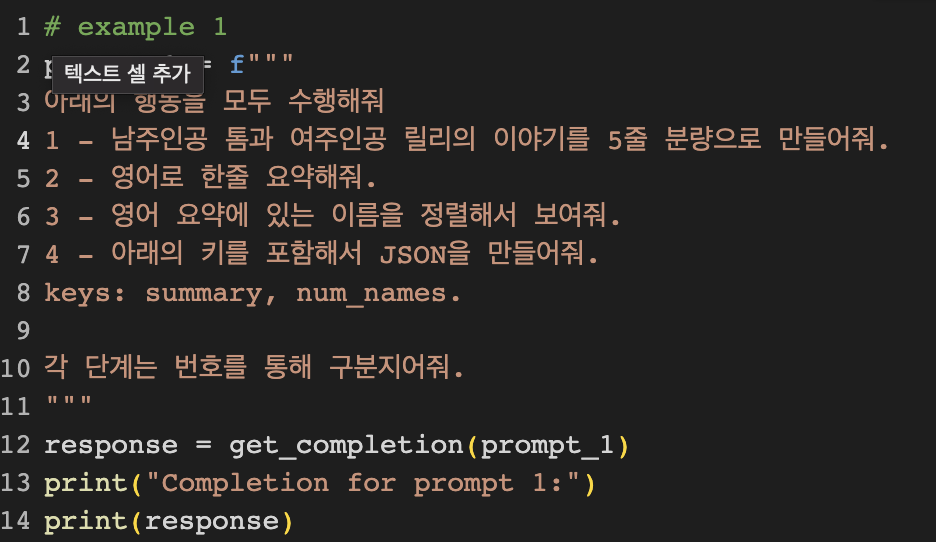 1 # example 1
2 p = f"""
텍스트 셀 추가
3 아래의 행동을 모두 수행해줘
4 1 - 남주인공 톰과 여주인공 릴리의 이야기를 5줄 분량으로 만들어줘.
5 2 - 영어로 한줄 요약해줘.
6 3 - 영어 요약에 있는 이름을 정렬해서 보여줘.
7 4 - 아래의 키를 포함해서 JSON을 만들어줘.
8 keys: summary, num_names.
9
10 각 단계는 번호를 통해 구분지어줘.
11 """
12 response = get_completion(prompt_1)
13 print("Completion for prompt 1:")
14 print(response)